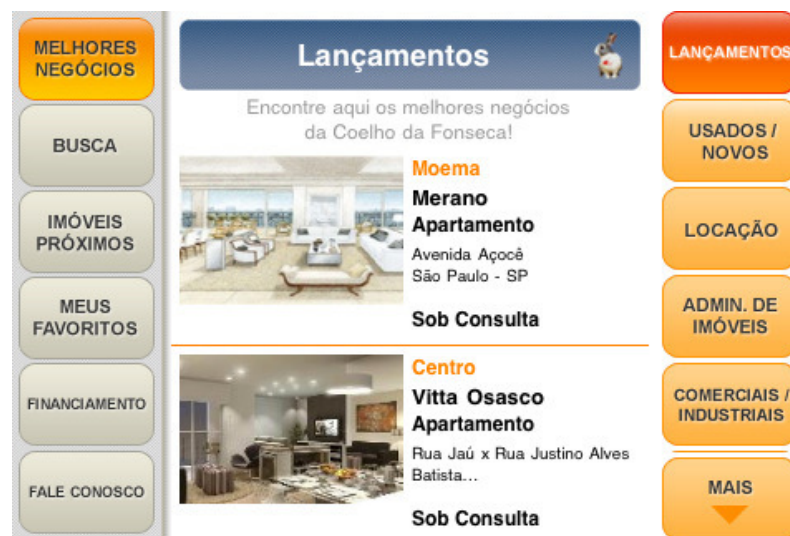 MELHORES
NEGÓCIOS
BUSCA
IMÓVEIS
PRÓXIMOS
MEUS
FAVORITOS
FINANCIAMENTO
FALE CONOSCO
Lançamentos
Encontre aqui os melhores negócios
da Coelho da Fonseca!
Moema
Merano
Apartamento
Avenida Açocê
São Paulo - SP
Sob Consulta
Centro
Vitta Osasco
Apartamento
Rua Jaú x Rua Justino Alves
Batista...
Sob Consulta
LANÇAMENTOS
USADOS /
NOVOS
LOCAÇÃO
ADMIN. DE
IMÓVEIS
COMERCIAIS /
INDUSTRIAIS
MAIS